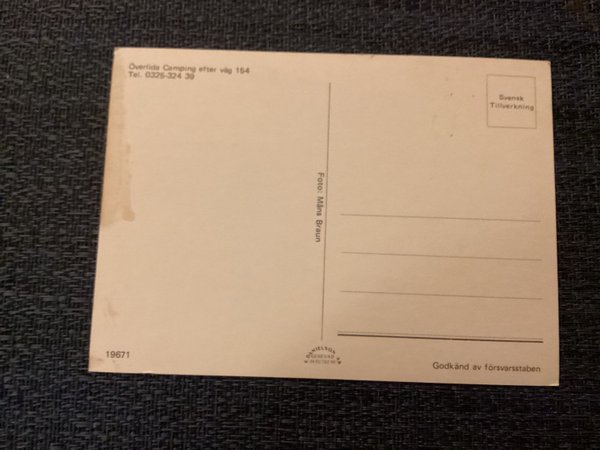 Överlida Camping efter väg 154
Tel. 0325-324 39
Svensk
Tillverkning
Foto: Måns Braun
19671
Godkänd av försvarsstaben